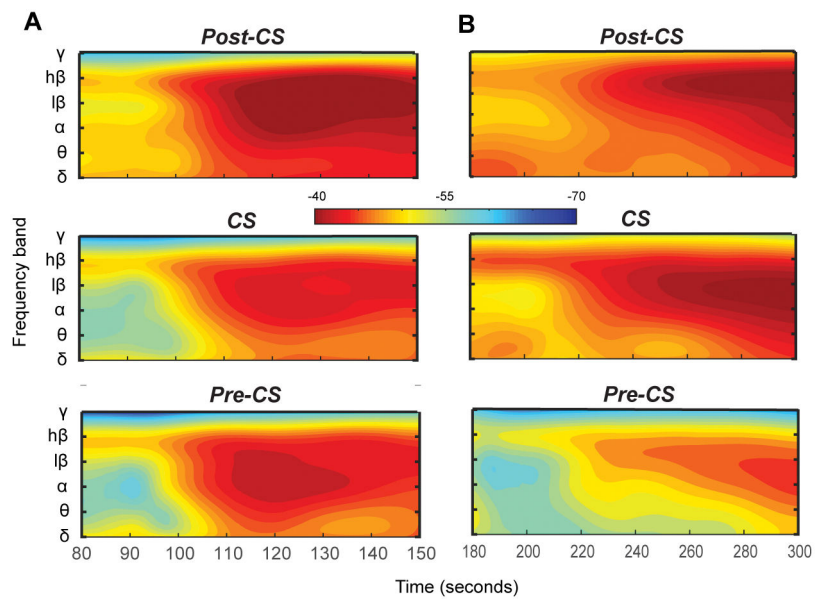 A
B
Post-CS
Post-CS
γ
hβ
lβ
α
θ
δ
-40
-55
-70
CS
CS
Frequency band
γ
hβ
lβ
α
θ
δ
Pre-CS
Pre-CS
γ
hβ
lβ
α
θ
δ
80 90 100 110 120 130 140 150
180 200 220 240 260 280 300
Time (seconds)